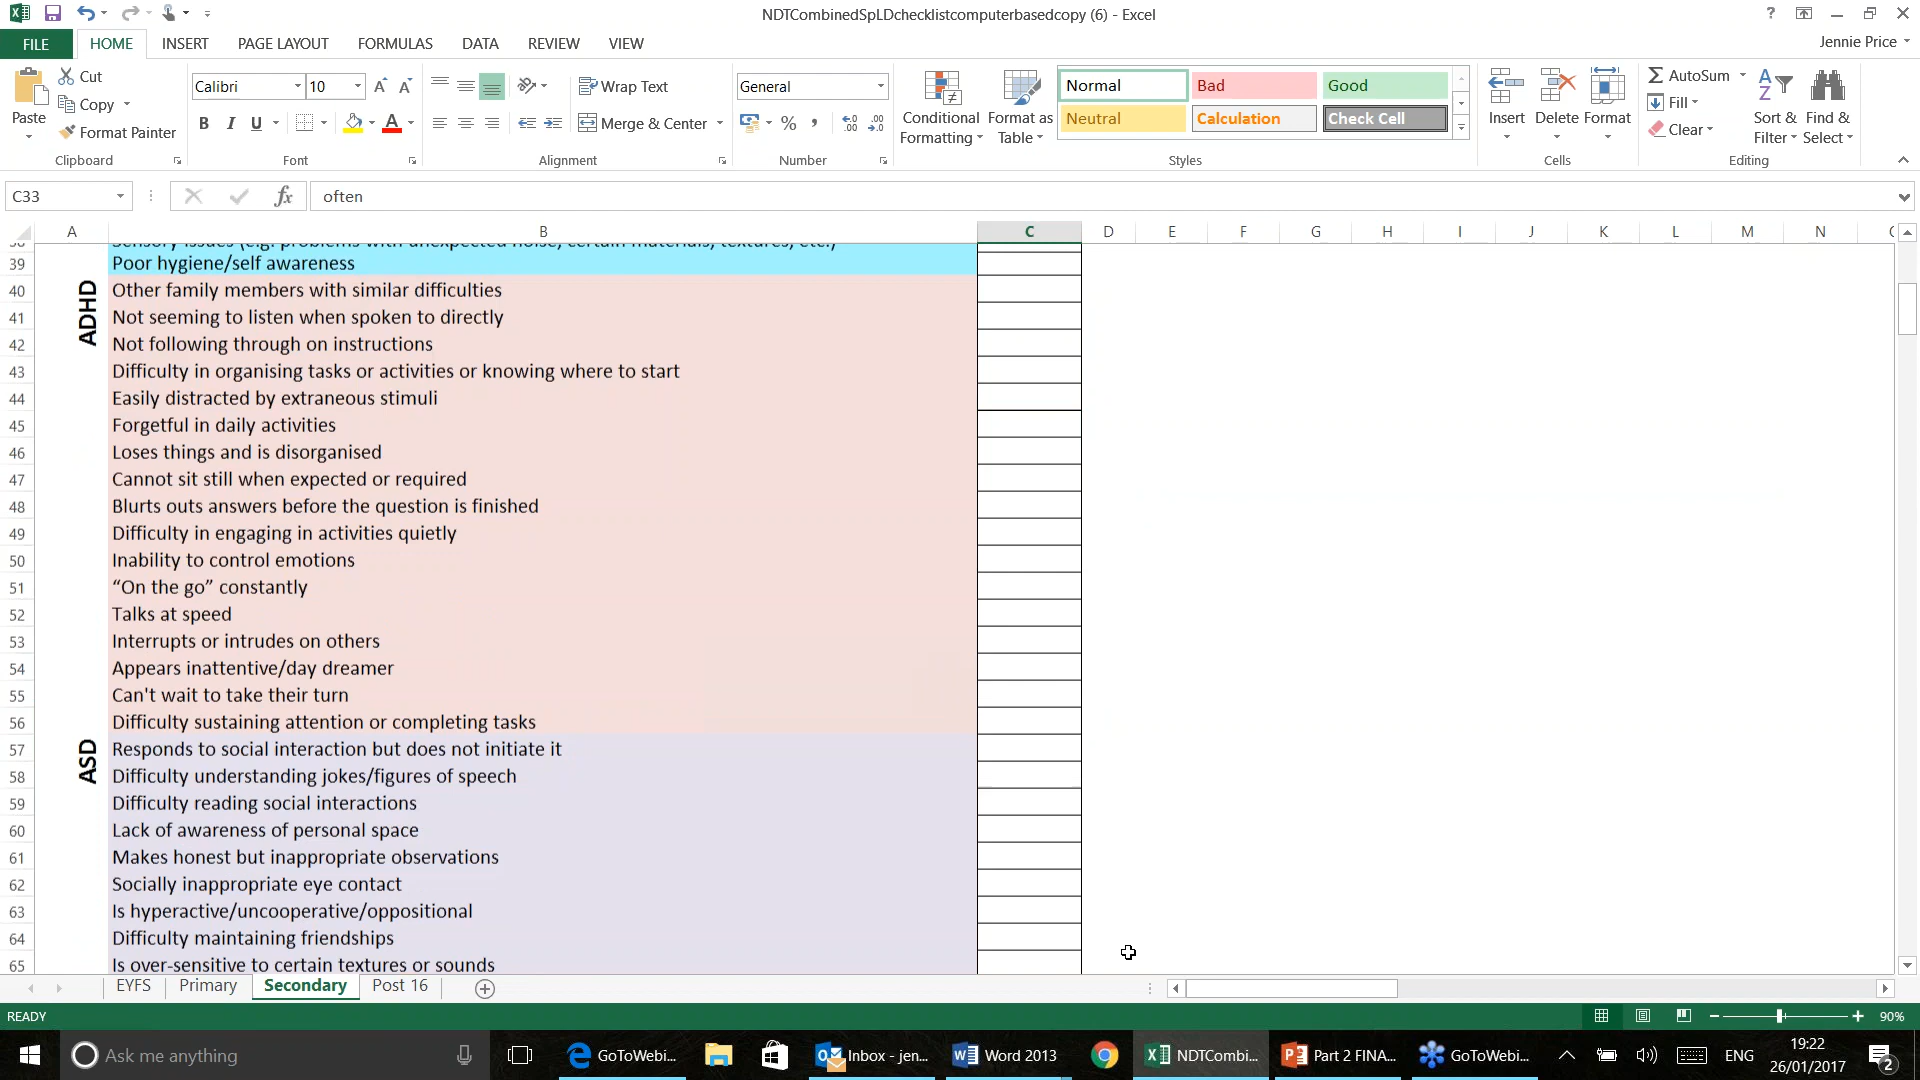 NDTCombinedSpLDchecklistcomputerbasedcopy (6) - Excel
FILE HOME INSERT PAGE LAYOUT FORMULAS DATA REVIEW VIEW
Jennie Price
Paste
Cut
Copy
Format Painter
Clipboard
Calibri 10
B I U
Font
Wrap Text
Merge & Center
Alignment
General
%
Number
Conditional Formatting
Format as Table
Normal Bad Good
Neutral Calculation Check Cell
Styles
Insert Delete Format
Cells
AutoSum
Fill
Clear
Sort & Filter
Find & Select
Editing
C33 fx often
A B C D E F G H I J K L M N
Sensory issues (e.g. problems with unexpected noise, certain materials, textures, etc.)
39 Poor hygiene/self awareness
ADHD
40 Other family members with similar difficulties
41 Not seeming to listen when spoken to directly
42 Not following through on instructions
43 Difficulty in organising tasks or activities or knowing where to start
44 Easily distracted by extraneous stimuli
45 Forgetful in daily activities
46 Loses things and is disorganised
47 Cannot sit still when expected or required
48 Blurts outs answers before the question is finished
49 Difficulty in engaging in activities quietly
50 Inability to control emotions
51 “On the go” constantly
52 Talks at speed
53 Interrupts or intrudes on others
54 Appears inattentive/day dreamer
55 Can't wait to take their turn
56 Difficulty sustaining attention or completing tasks
ASD
57 Responds to social interaction but does not initiate it
58 Difficulty understanding jokes/figures of speech
59 Difficulty reading social interactions
60 Lack of awareness of personal space
61 Makes honest but inappropriate observations
62 Socially inappropriate eye contact
63 Is hyperactive/uncooperative/oppositional
64 Difficulty maintaining friendships
65 Is over-sensitive to certain textures or sounds
EYFS Primary Secondary Post 16
READY
90%
Ask me anything
GoToWebi...
Inbox - jen...
Word 2013
NDTCombi...
Part 2 FINA...
GoToWebi...
ENG
19:22
26/01/2017
2